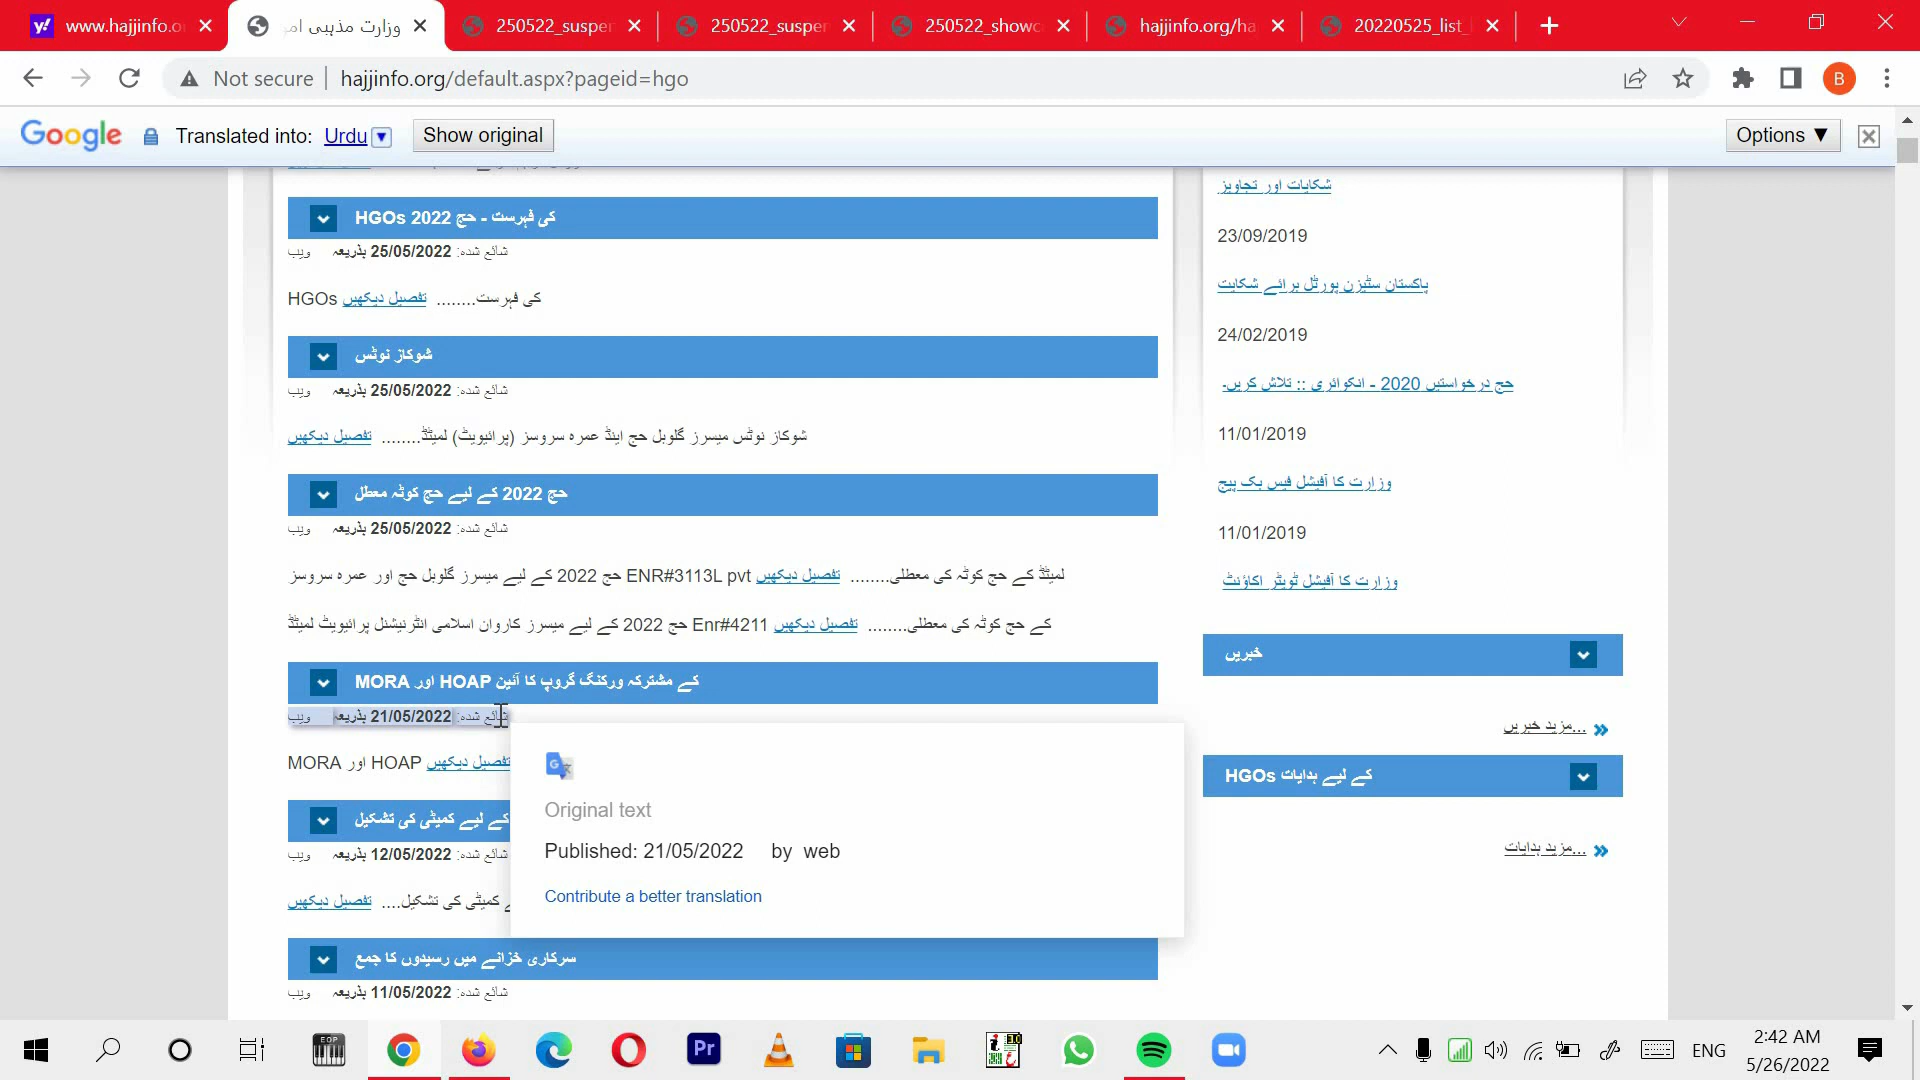 www.hajjinfo.o
وزارت مذہبی امو
250522_suspen
250522_suspen
250522_showc
hajjinfo.org/ha
20220525_list_
Not secure
hajjinfo.org/default.aspx?pageid=hgo
B
Google
Translated into: Urdu
Show original
Options ▼
HGOs کی فہرست - حج 2022
شائع شدہ: 25/05/2022 بذریعہ ویب
HGOs کی فہرست........ تفصیل دیکھیں
شوکاز نوٹس
شائع شدہ: 25/05/2022 بذریعہ ویب
شوکاز نوٹس میسرز گلوبل حج اینڈ عمرہ سروسز (پرائیویٹ) لمیٹڈ........ تفصیل دیکھیں
حج 2022 کے لیے حج کوٹہ معطل
شائع شدہ: 25/05/2022 بذریعہ ویب
حج 2022 کے لیے میسرز گلوبل حج اور عمرہ سروسز ENR#3113L pvt لمیٹڈ کے حج کوٹہ کی معطلی........ تفصیل دیکھیں
حج 2022 کے لیے میسرز کاروان اسلامی انٹرنیشنل پرائیویٹ لمیٹڈ Enr#4211 کے حج کوٹہ کی معطلی........ تفصیل دیکھیں
MORA اور HOAP کے مشترکہ ورکنگ گروپ کا آئین
شائع شدہ: 21/05/2022 بذریعہ ویب
MORA اور HOAP تفصیل دیکھیں
کے لیے کمیٹی کی تشکیل
شائع شدہ: 12/05/2022 بذریعہ ویب
کمیٹی کی تشکیل.... تفصیل دیکھیں
سرکاری خزانے میں رسیدوں کا جمع
شائع شدہ: 11/05/2022 بذریعہ ویب
Original text
Published: 21/05/2022 by web
Contribute a better translation
شکایات اور تجاویز
23/09/2019
پاکستان سٹیزن پورٹل برائے شکایت
24/02/2019
حج درخواستیں 2020 - انکوائری :: تلاش کریں۔
11/01/2019
وزارت کا آفیشل فیس بک پیج
11/01/2019
وزارت کا آفیشل ٹویٹر اکاؤنٹ
خبریں
...مزید خبریں
HGOs کے لیے ہدایات
...مزید ہدایات
EOP
Pr
ENG
2:42 AM
5/26/2022